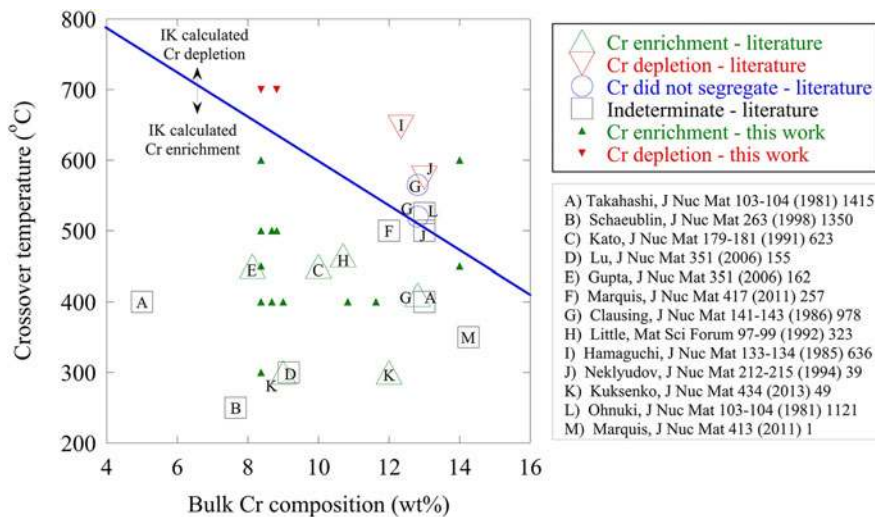 800
700
600
500
400
300
200
4 6 8 10 12 14 16
Crossover temperature (°C)
Bulk Cr composition (wt%)
IK calculated
Cr depletion
IK calculated
Cr enrichment
I
J
G
G
L
F
J
E
C
H
A
G
A
M
K
D
K
B
Cr enrichment - literature
Cr depletion - literature
Cr did not segregate - literature
Indeterminate - literature
Cr enrichment - this work
Cr depletion - this work
A) Takahashi, J Nuc Mat 103-104 (1981) 1415
B) Schaeublin, J Nuc Mat 263 (1998) 1350
C) Kato, J Nuc Mat 179-181 (1991) 623
D) Lu, J Nuc Mat 351 (2006) 155
E) Gupta, J Nuc Mat 351 (2006) 162
F) Marquis, J Nuc Mat 417 (2011) 257
G) Clausing, J Nuc Mat 141-143 (1986) 978
H) Little, Mat Sci Forum 97-99 (1992) 323
I) Hamaguchi, J Nuc Mat 133-134 (1985) 636
J) Neklyudov, J Nuc Mat 212-215 (1994) 39
K) Kuksenko, J Nuc Mat 434 (2013) 49
L) Ohnuki, J Nuc Mat 103-104 (1981) 1121
M) Marquis, J Nuc Mat 413 (2011) 1